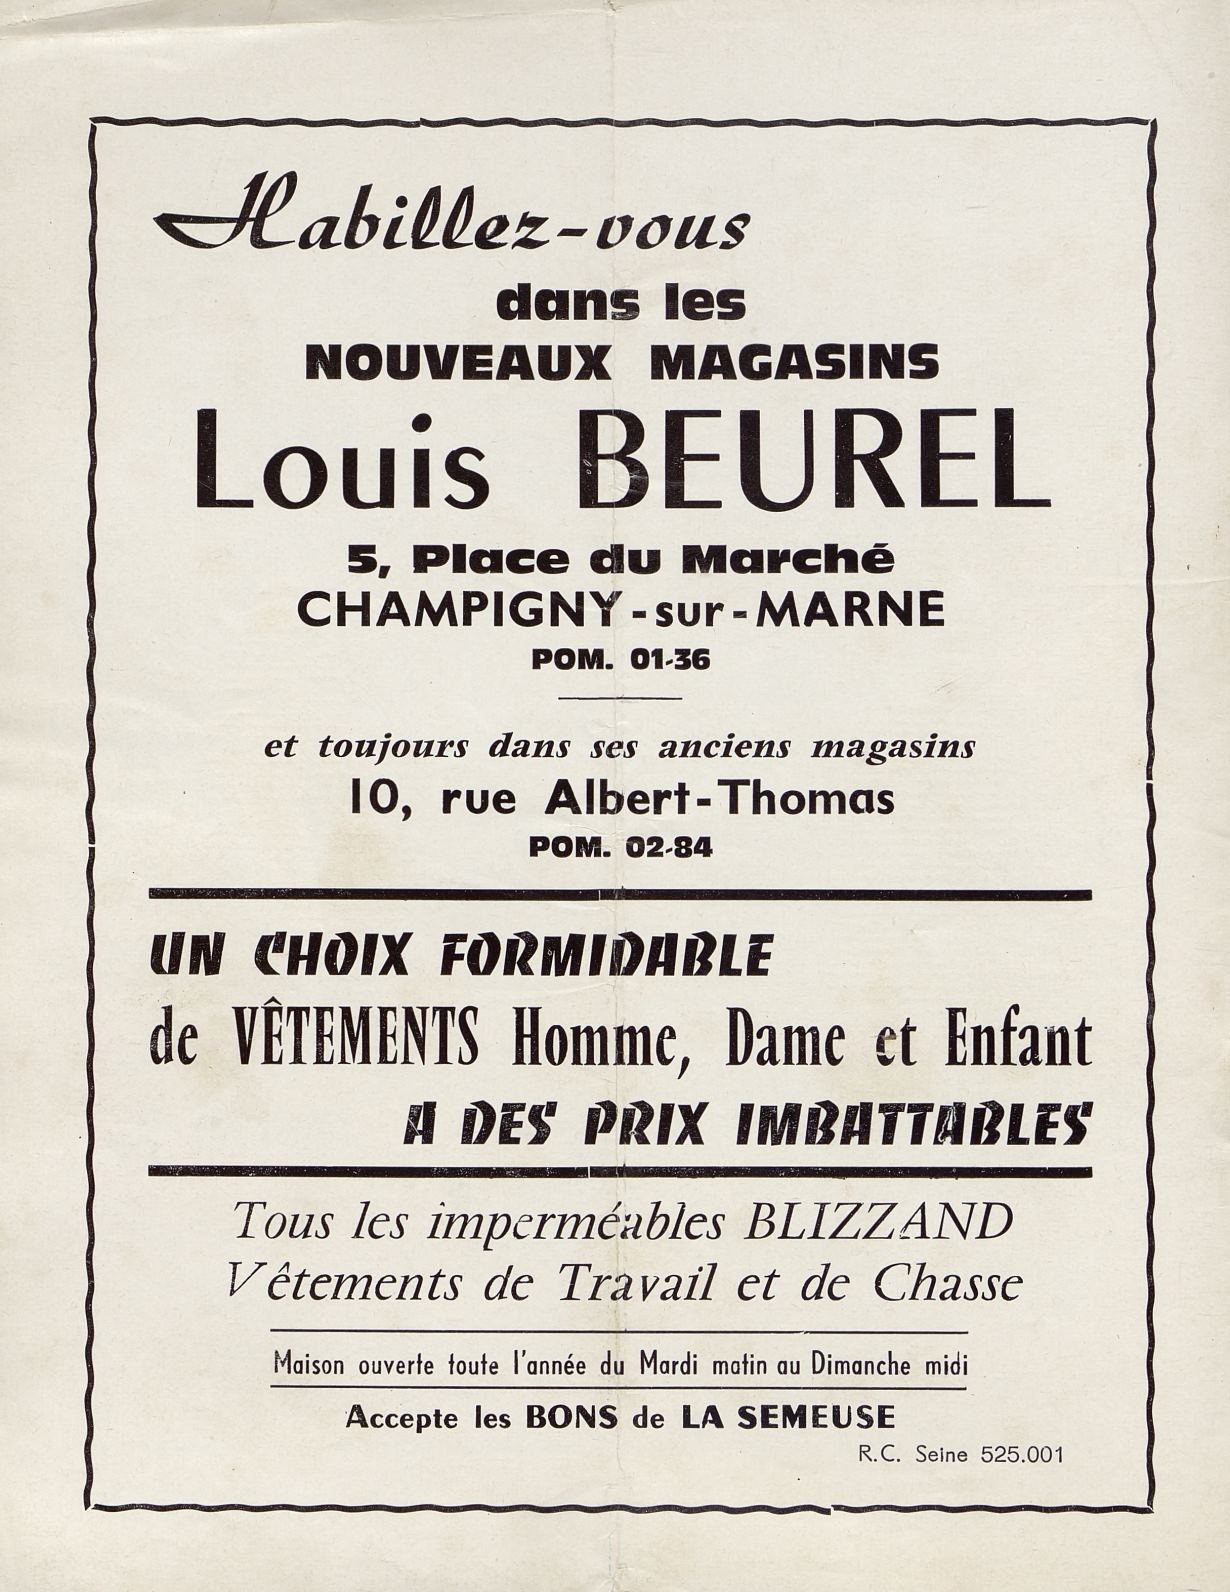 Habillez-vous
dans les
NOUVEAUX MAGASINS
Louis BEUREL
5, Place du Marché
CHAMPIGNY-sur-MARNE
POM. 01-36
et toujours dans ses anciens magasins
10, rue Albert-Thomas
POM. 02-84
UN CHOIX FORMIDABLE
de VÊTEMENTS Homme, Dame et Enfant
A DES PRIX IMBATTABLES
Tous les imperméables BLIZZAND
Vêtements de Travail et de Chasse
Maison ouverte toute l'année du Mardi matin au Dimanche midi
Accepte les BONS de LA SEMEUSE
R.C. Seine 525.001